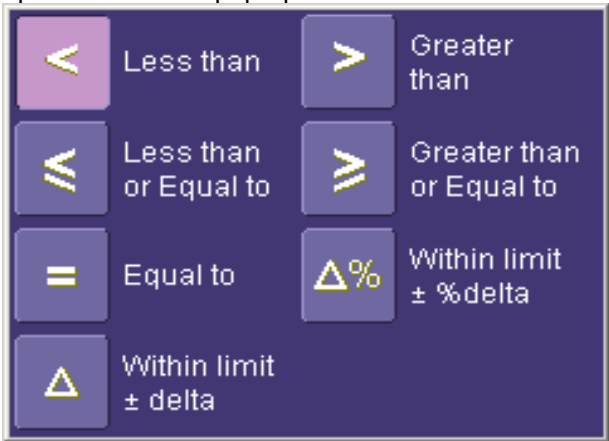 < Less than
> Greater
than
≤ Less than
or Equal to
≥ Greater than
or Equal to
= Equal to
Δ% Within limit
± %delta
Δ Within limit
± delta